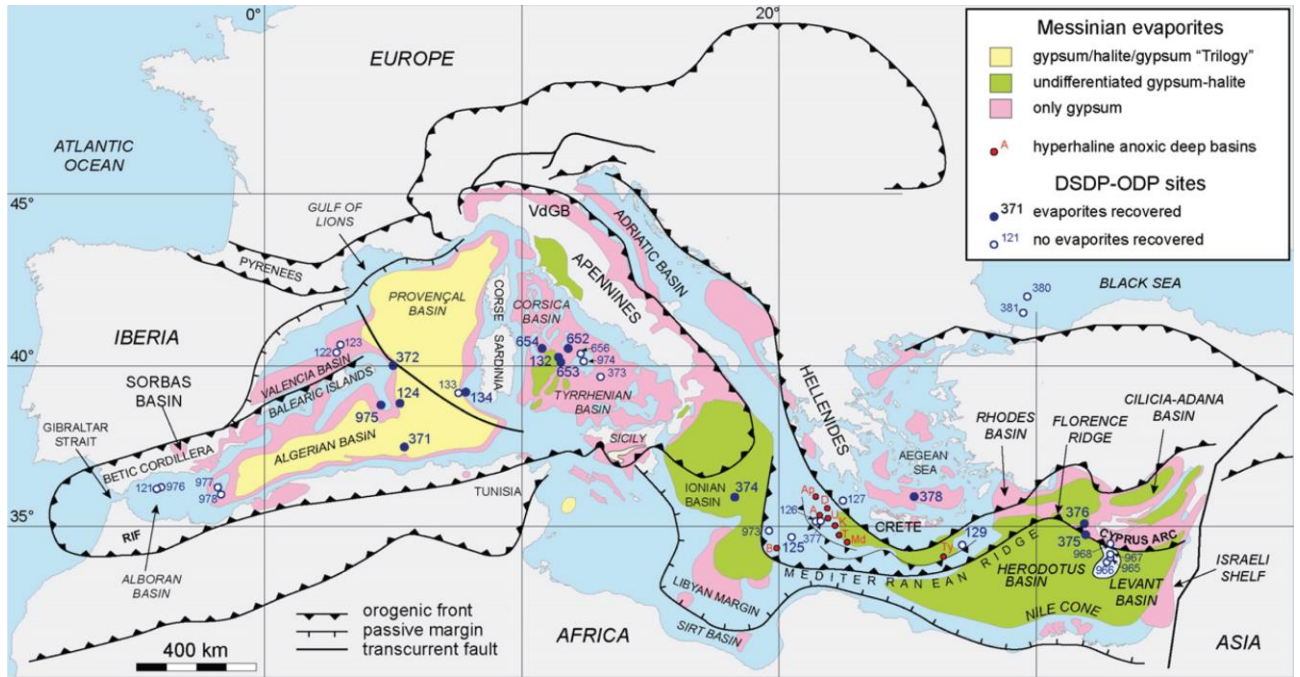 0°
20°
45°
40°
35°
EUROPE
ATLANTIC
OCEAN
GULF OF
LIONS
PYRENEES
IBERIA
SORBAS
BASIN
GIBRALTAR
STRAIT
BETIC CORDILLERA
RIF
ALBORAN
BASIN
VALENCIA BASIN
BALEARIC ISLANDS
PROVENÇAL
BASIN
ALGERIAN BASIN
CORSE
SARDINIA
CORSICA
BASIN
VdGB
APENNINES
ADRIATIC BASIN
TYRRHENIAN
BASIN
SICILY
TUNISIA
IONIAN
BASIN
HELLENIDES
AEGEAN
SEA
CRETE
BLACK SEA
RHODES
BASIN
FLORENCE
RIDGE
CILICIA-ADANA
BASIN
CYPRUS ARC
MEDITERRANEAN RIDGE
HERODOTUS
BASIN
LEVANT
BASIN
ISRAELI
SHELF
NILE CONE
LIBYAN MARGIN
SIRT BASIN
AFRICA
ASIA
122
123
372
124
975
371
133
134
121
976
977
978
654
652
656
974
132
653
373
374
973
125
126
377
127
378
129
376
375
968
967
965
966
380
381
Ap
D
A
U
K
T
Md
B
Ty
Messinian evaporites
gypsum/halite/gypsum "Trilogy"
undifferentiated gypsum-halite
only gypsum
A
hyperhaline anoxic deep basins
DSDP-ODP sites
371 evaporites recovered
121 no evaporites recovered
orogenic front
passive margin
transcurrent fault
400 km